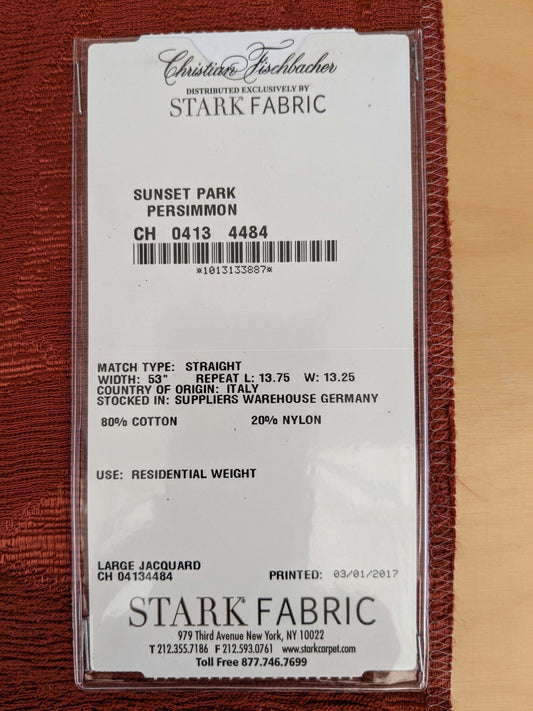 Christian Fischbacher
DISTRIBUTED EXCLUSIVELY BY
STARK FABRIC
SUNSET PARK
PERSIMMON
CH 0413 4484
*1013133887*
MATCH TYPE: STRAIGHT
WIDTH: 53" REPEAT L: 13.75 W: 13.25
COUNTRY OF ORIGIN: ITALY
STOCKED IN: SUPPLIERS WAREHOUSE GERMANY
80% COTTON 20% NYLON
USE: RESIDENTIAL WEIGHT
LARGE JACQUARD
CH 04134484 PRINTED: 03/01/2017
STARK® FABRIC
979 Third Avenue New York, NY 10022
T 212.355.7186 F 212.593.0761 www.starkcarpet.com
Toll Free 877.746.7699